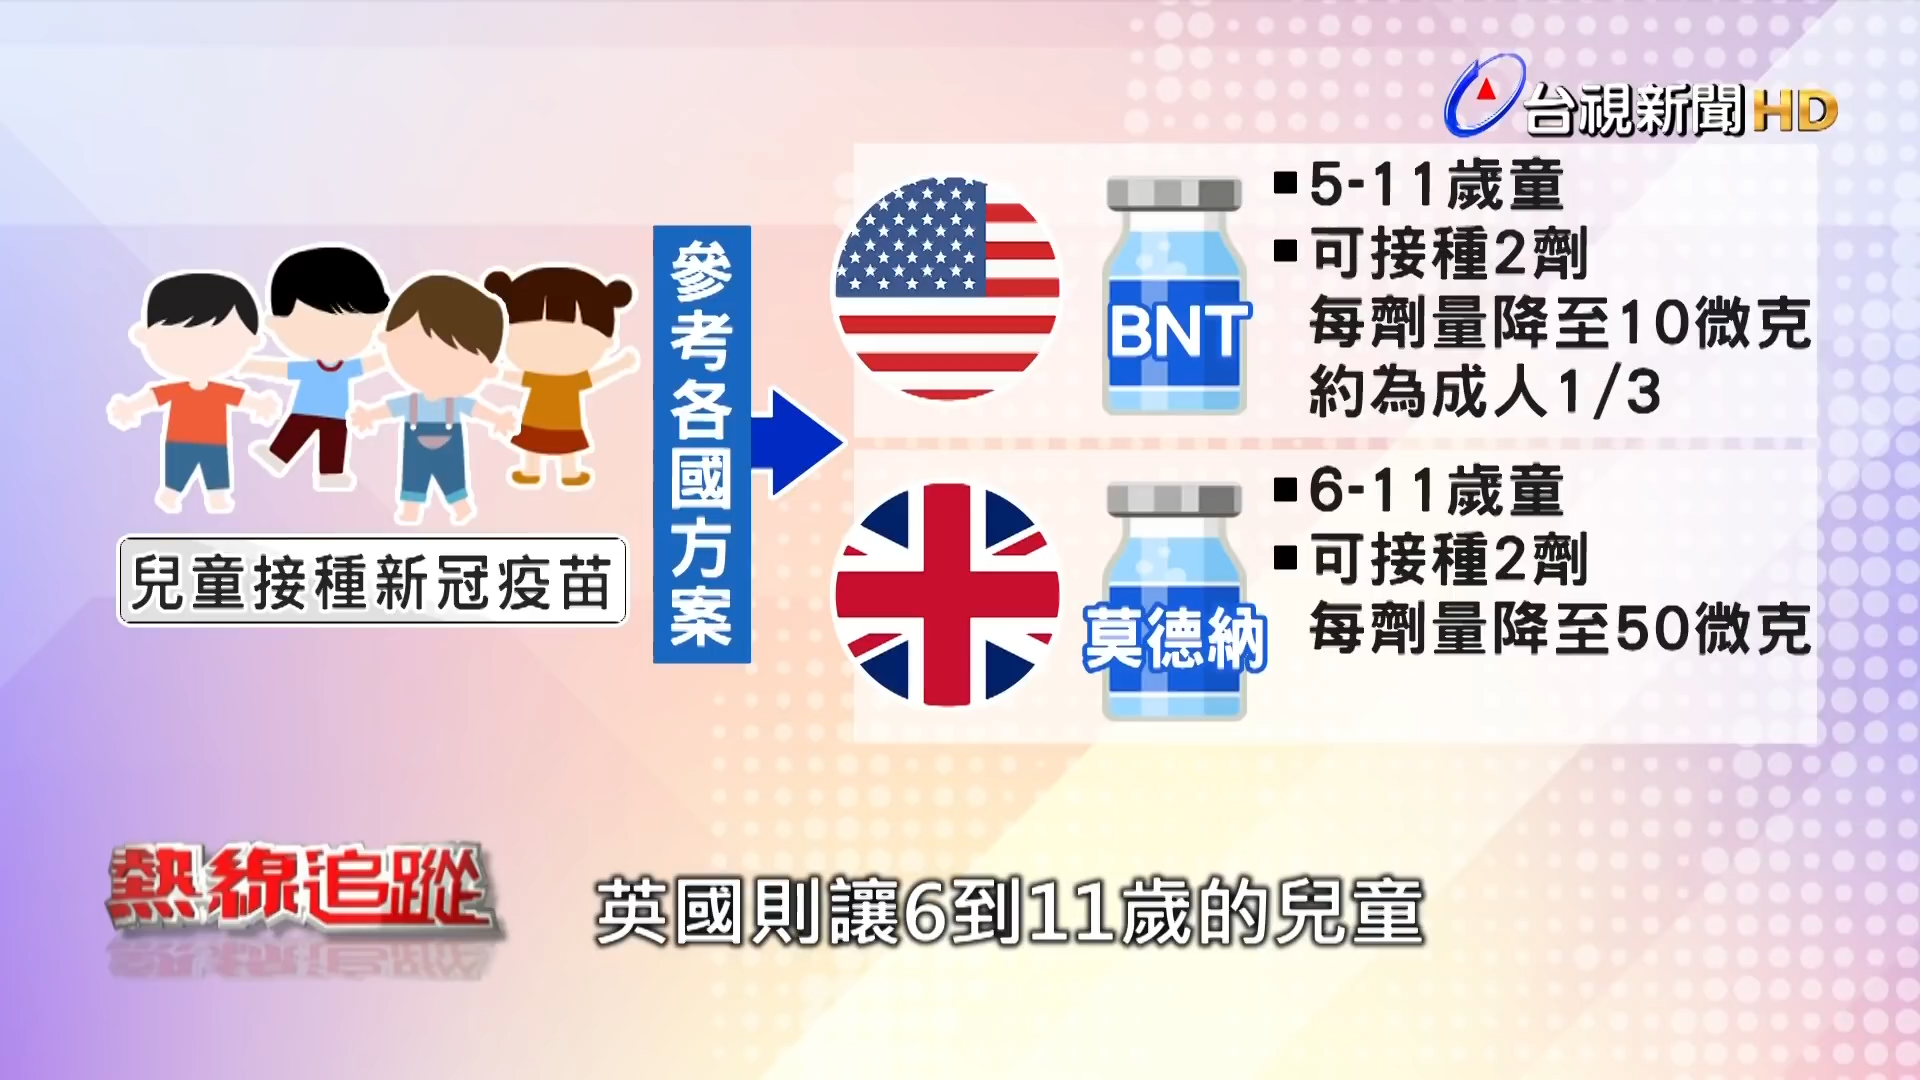 台視新聞HD
兒童接種新冠疫苗
參考各國方案
BNT
▪5-11歲童
▪可接種2劑
每劑量降至10微克
約為成人1/3
莫德納
▪6-11歲童
▪可接種2劑
每劑量降至50微克
熱線追蹤
英國則讓6到11歲的兒童